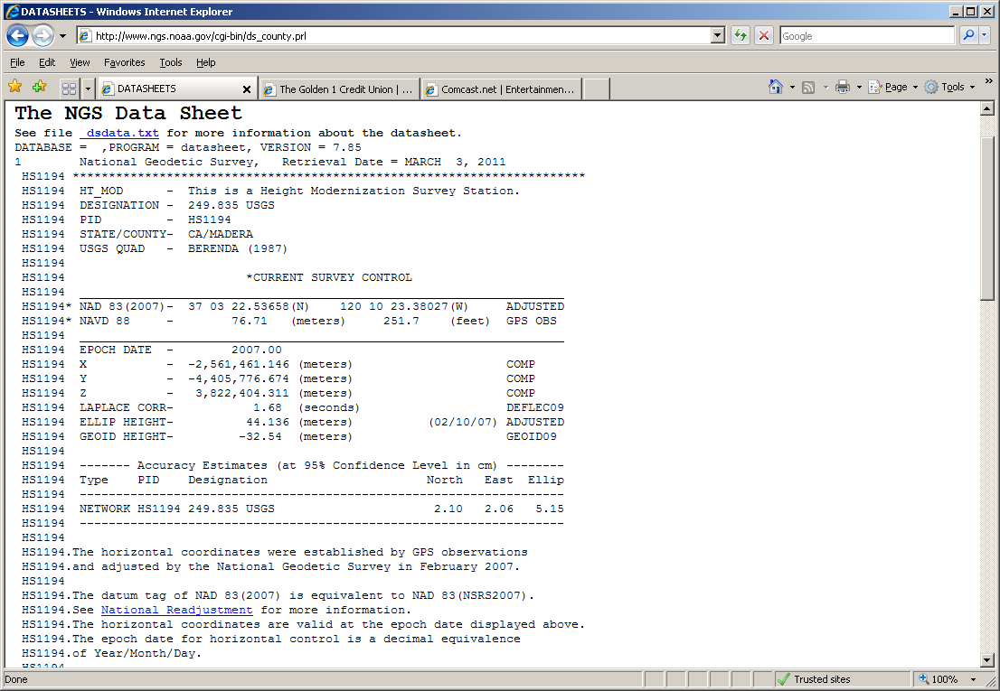 DATASHEETS - Windows Internet Explorer
http://www.ngs.noaa.gov/cgi-bin/ds_county.prl
Google
File Edit View Favorites Tools Help
DATASHEETS The Golden 1 Credit Union | ... Comcast.net | Entertainmen... Page Tools »
The NGS Data Sheet
See file _dsdata.txt for more information about the datasheet.
DATABASE =  ,PROGRAM = datasheet, VERSION = 7.85
1        National Geodetic Survey,   Retrieval Date = MARCH  3, 2011
 HS1194 ***********************************************************************
 HS1194  HT_MOD      -  This is a Height Modernization Survey Station.
 HS1194  DESIGNATION -  249.835 USGS
 HS1194  PID         -  HS1194
 HS1194  STATE/COUNTY-  CA/MADERA
 HS1194  USGS QUAD   -  BERENDA (1987)
 HS1194
 HS1194                         *CURRENT SURVEY CONTROL
 HS1194  ___________________________________________________________________
 HS1194* NAD 83(2007)-  37 03 22.53658(N)    120 10 23.38027(W)     ADJUSTED
 HS1194* NAVD 88     -        76.71   (meters)     251.7    (feet)  GPS OBS
 HS1194  ___________________________________________________________________
 HS1194  EPOCH DATE  -        2007.00
 HS1194  X           -  -2,561,461.146 (meters)                     COMP
 HS1194  Y           -  -4,405,776.674 (meters)                     COMP
 HS1194  Z           -   3,822,404.311 (meters)                     COMP
 HS1194  LAPLACE CORR-           1.68  (seconds)                    DEFLEC09
 HS1194  ELLIP HEIGHT-          44.136 (meters)          (02/10/07) ADJUSTED
 HS1194  GEOID HEIGHT-         -32.54  (meters)                     GEOID09
 HS1194
 HS1194  ------- Accuracy Estimates (at 95% Confidence Level in cm) --------
 HS1194  Type    PID    Designation                      North   East  Ellip
 HS1194  -------------------------------------------------------------------
 HS1194  NETWORK HS1194 249.835 USGS                      2.10   2.06   5.15
 HS1194  -------------------------------------------------------------------
 HS1194
 HS1194.The horizontal coordinates were established by GPS observations
 HS1194.and adjusted by the National Geodetic Survey in February 2007.
 HS1194
 HS1194.The datum tag of NAD 83(2007) is equivalent to NAD 83(NSRS2007).
 HS1194.See National Readjustment for more information.
 HS1194.The horizontal coordinates are valid at the epoch date displayed above.
 HS1194.The epoch date for horizontal control is a decimal equivalence
 HS1194.of Year/Month/Day.
 HS1194
Done Trusted sites 100%